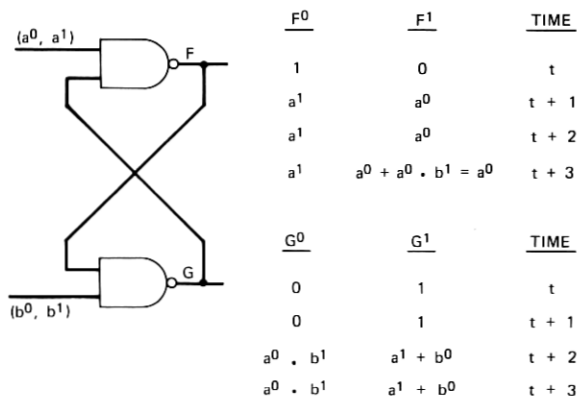 (a⁰, a¹)
F
G
(b⁰, b¹)
F⁰ F¹ TIME
1 0 t
a¹ a⁰ t + 1
a¹ a⁰ t + 2
a¹ a⁰ + a⁰ • b¹ = a⁰ t + 3
G⁰ G¹ TIME
0 1 t
0 1 t + 1
a⁰ • b¹ a¹ + b⁰ t + 2
a⁰ • b¹ a¹ + b⁰ t + 3